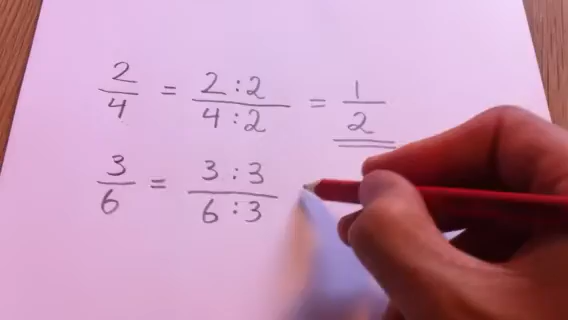 2/4 = 2:2/4:2 = 1/2
3/6 = 3:3/6:3